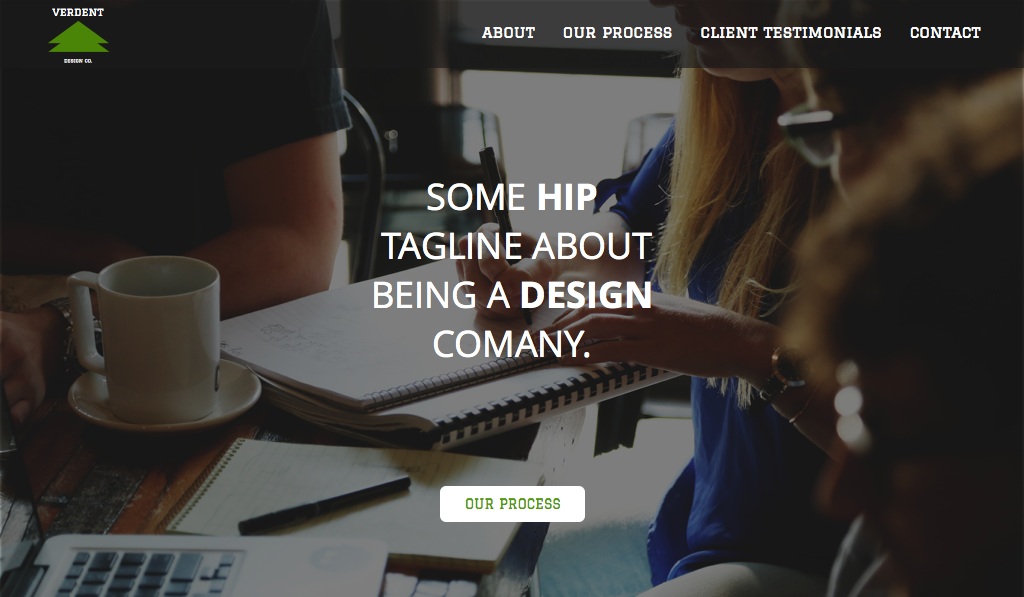 VERDENT
DESIGN CO.
ABOUT OUR PROCESS CLIENT TESTIMONIALS CONTACT
SOME HIP
TAGLINE ABOUT
BEING A DESIGN
COMANY.
OUR PROCESS